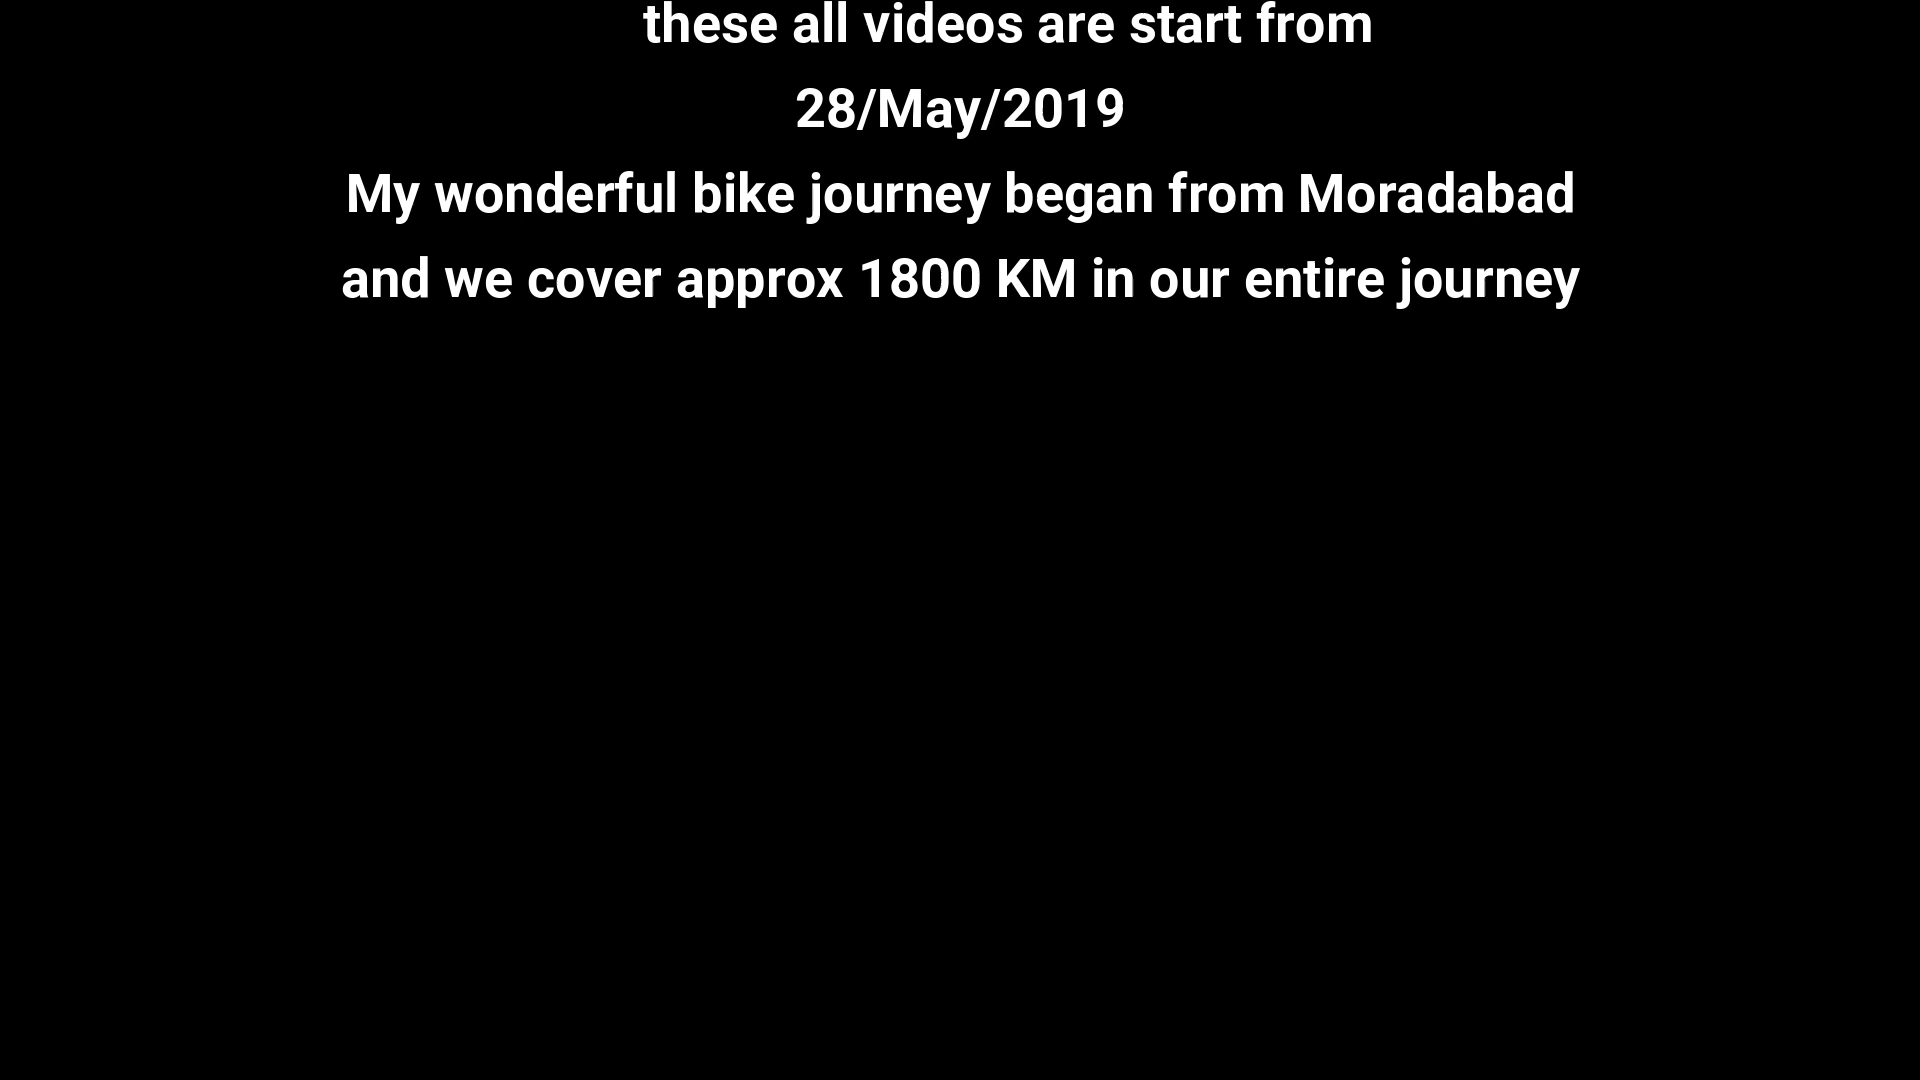 these all videos are start from
28/May/2019
My wonderful bike journey began from Moradabad
and we cover approx 1800 KM in our entire journey